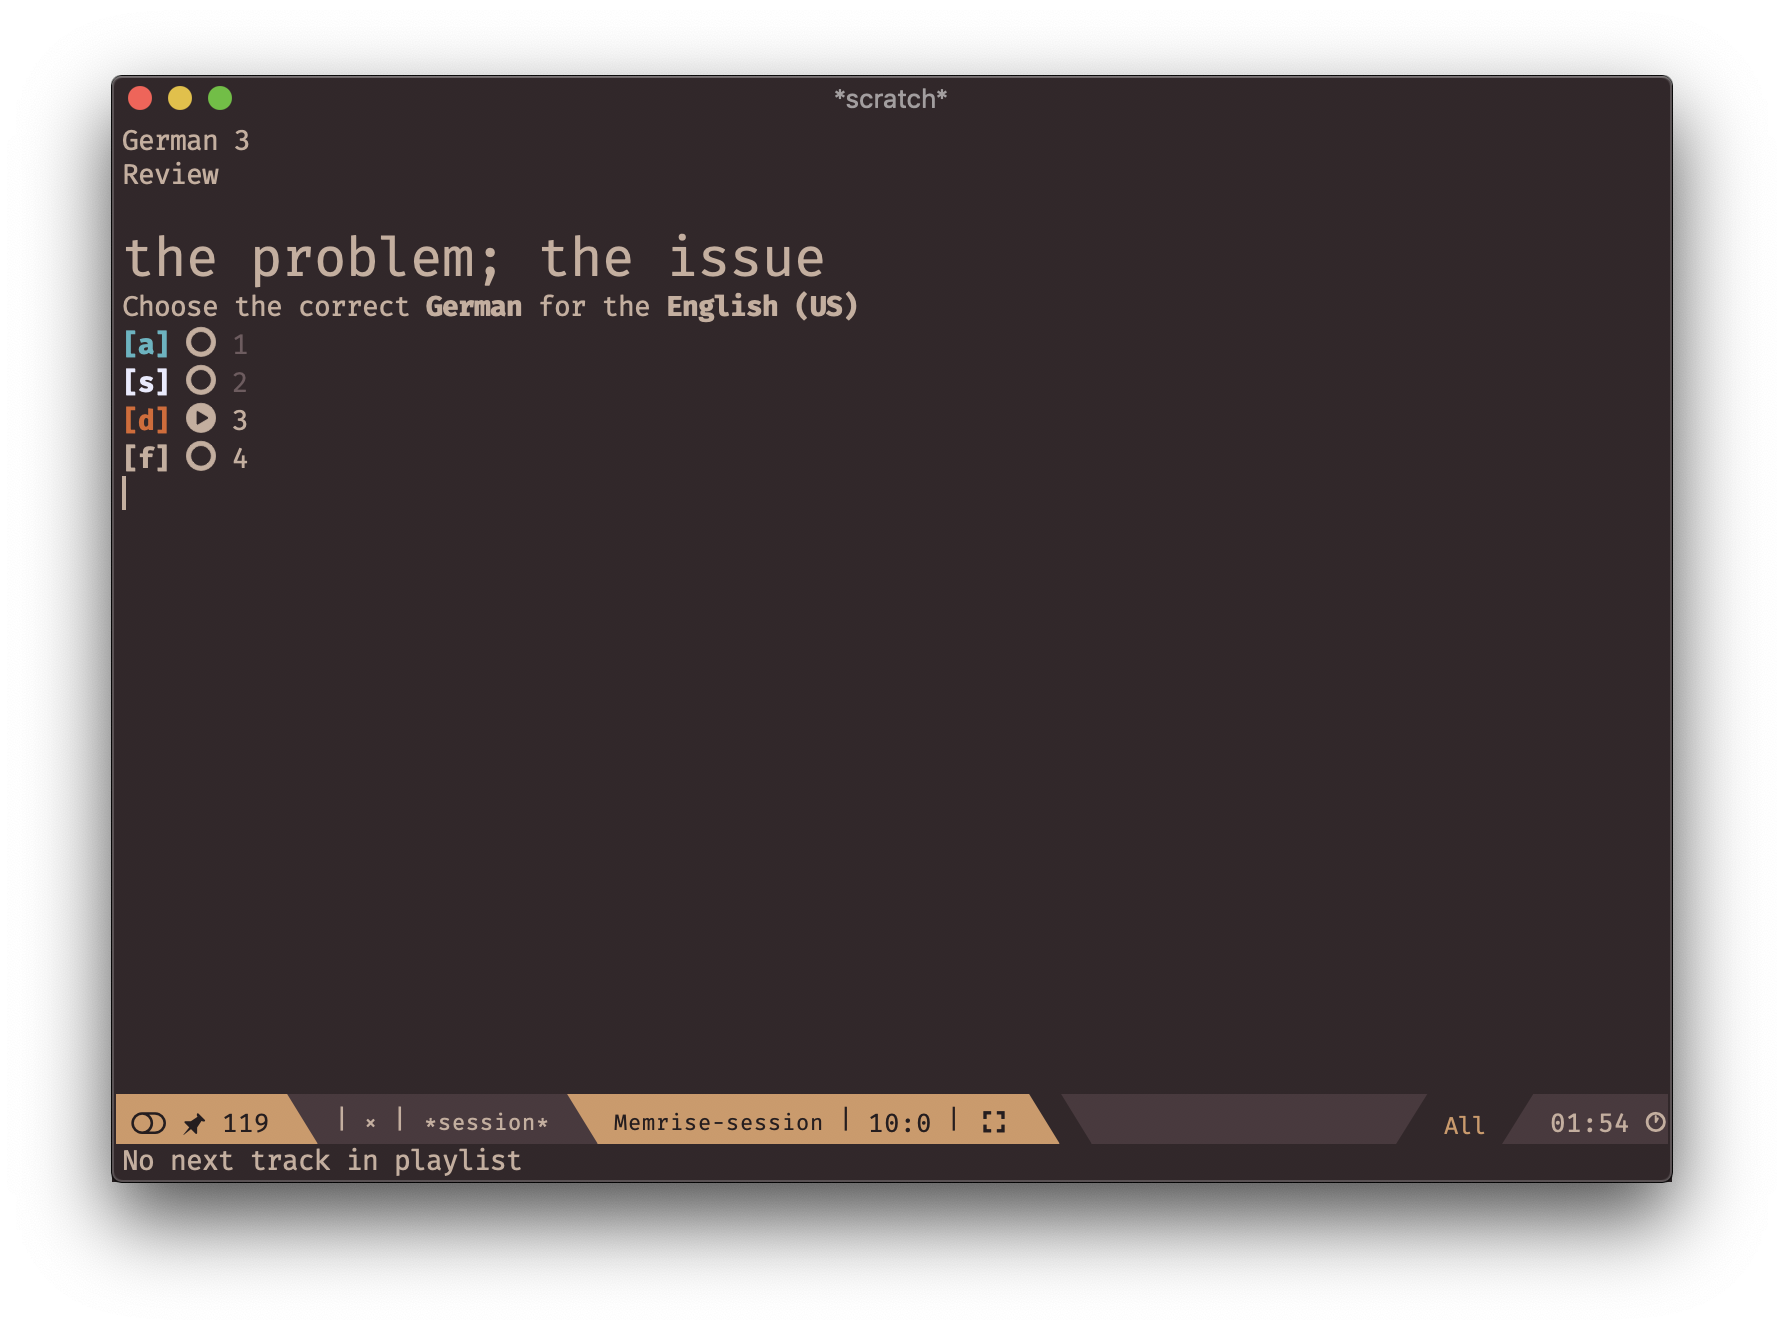 *scratch*
German 3
Review
the problem; the issue
Choose the correct German for the English (US)
[a] 1
[s] 2
[d] 3
[f] 4
119 | × | *session* Memrise-session | 10:0 | All 01:54
No next track in playlist